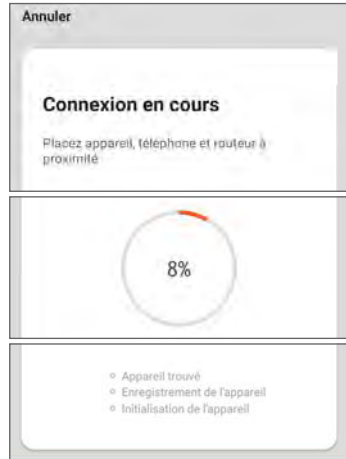 Annuler
Connexion en cours
Placez appareil, téléphone et routeur à
proximité
8%
Appareil trouvé
Enregistrement de l'appareil
Initialisation de l'appareil